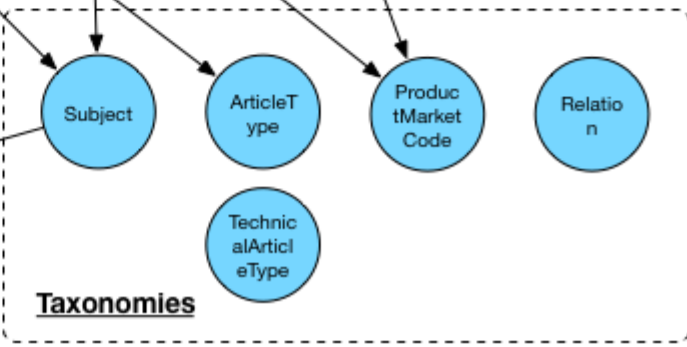 Subject
ArticleT
ype
Produc
tMarket
Code
Relatio
n
Technic
alArticl
eType
Taxonomies